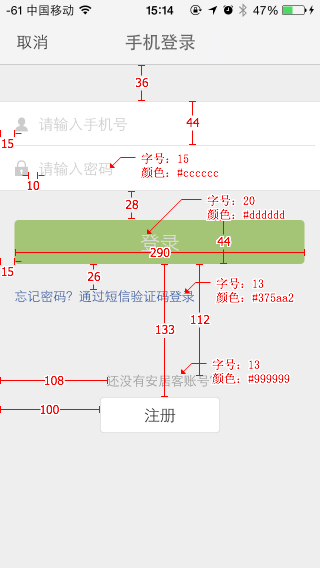 -61 中国移动 15:14 47%
取消 手机登录
36
请输入手机号
44
15
请输入密码
字号：15
颜色：#cccccc
10
28
字号：20
颜色：#dddddd
登录
44
290
15
26
字号：13
颜色：#375aa2
忘记密码？通过短信验证码登录
133
112
字号：13
颜色：#999999
108
还没有安居客账号
100
注册